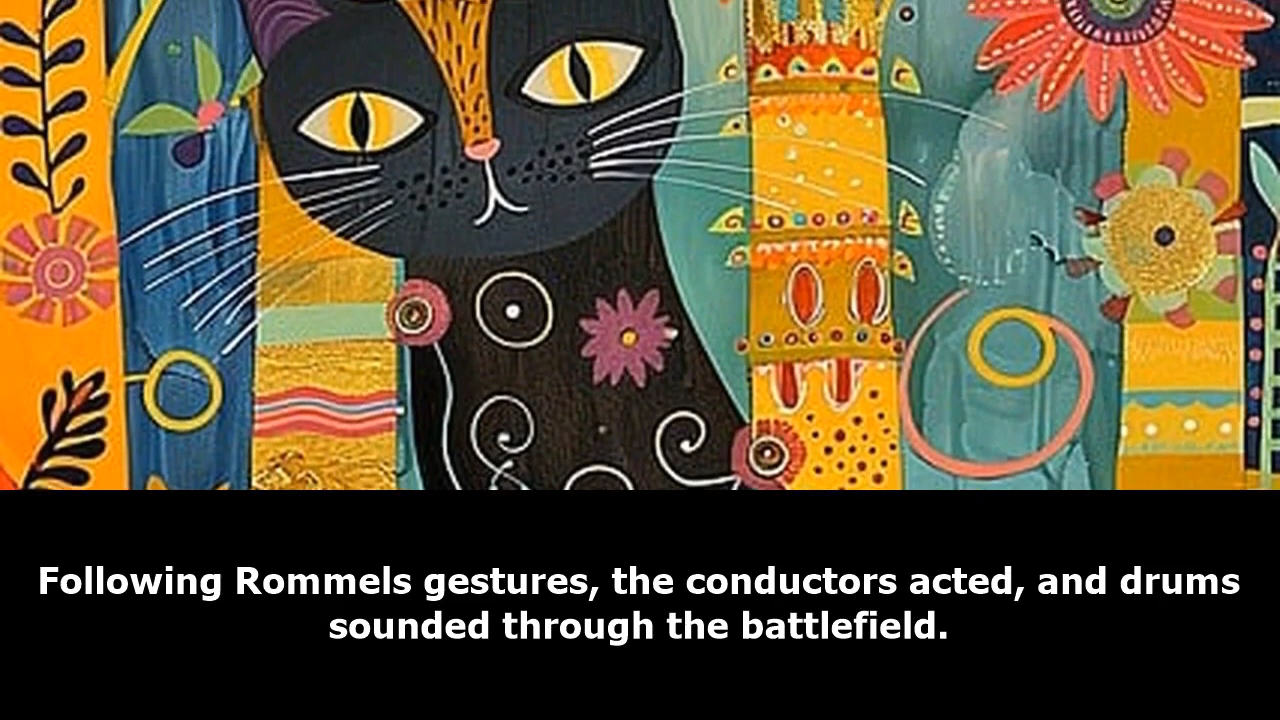 Following Rommels gestures, the conductors acted, and drums
sounded through the battlefield.